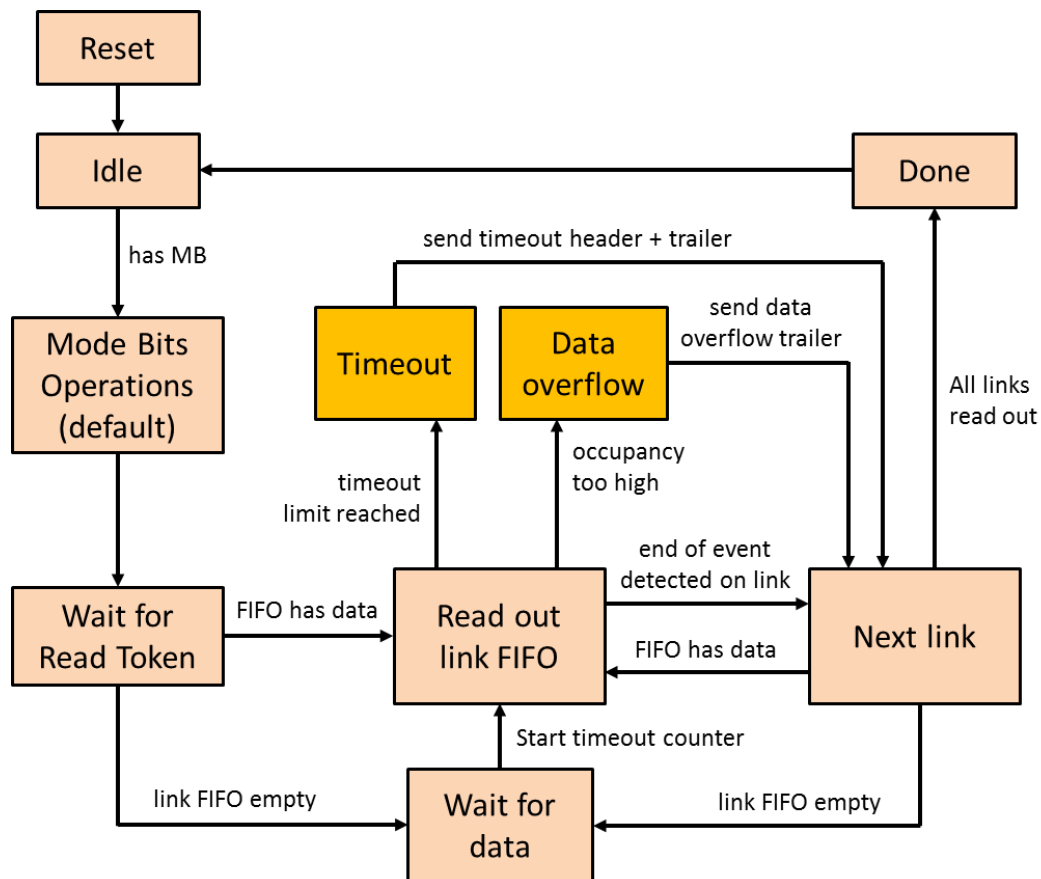 Reset
Idle
Done
has MB
send timeout header + trailer
Mode Bits
Operations
(default)
Timeout
Data
overflow
send data
overflow trailer
All links
read out
timeout
limit reached
occupancy
too high
end of event
detected on link
Wait for
Read Token
FIFO has data
Read out
link FIFO
FIFO has data
Next link
Start timeout counter
link FIFO empty
Wait for
data
link FIFO empty